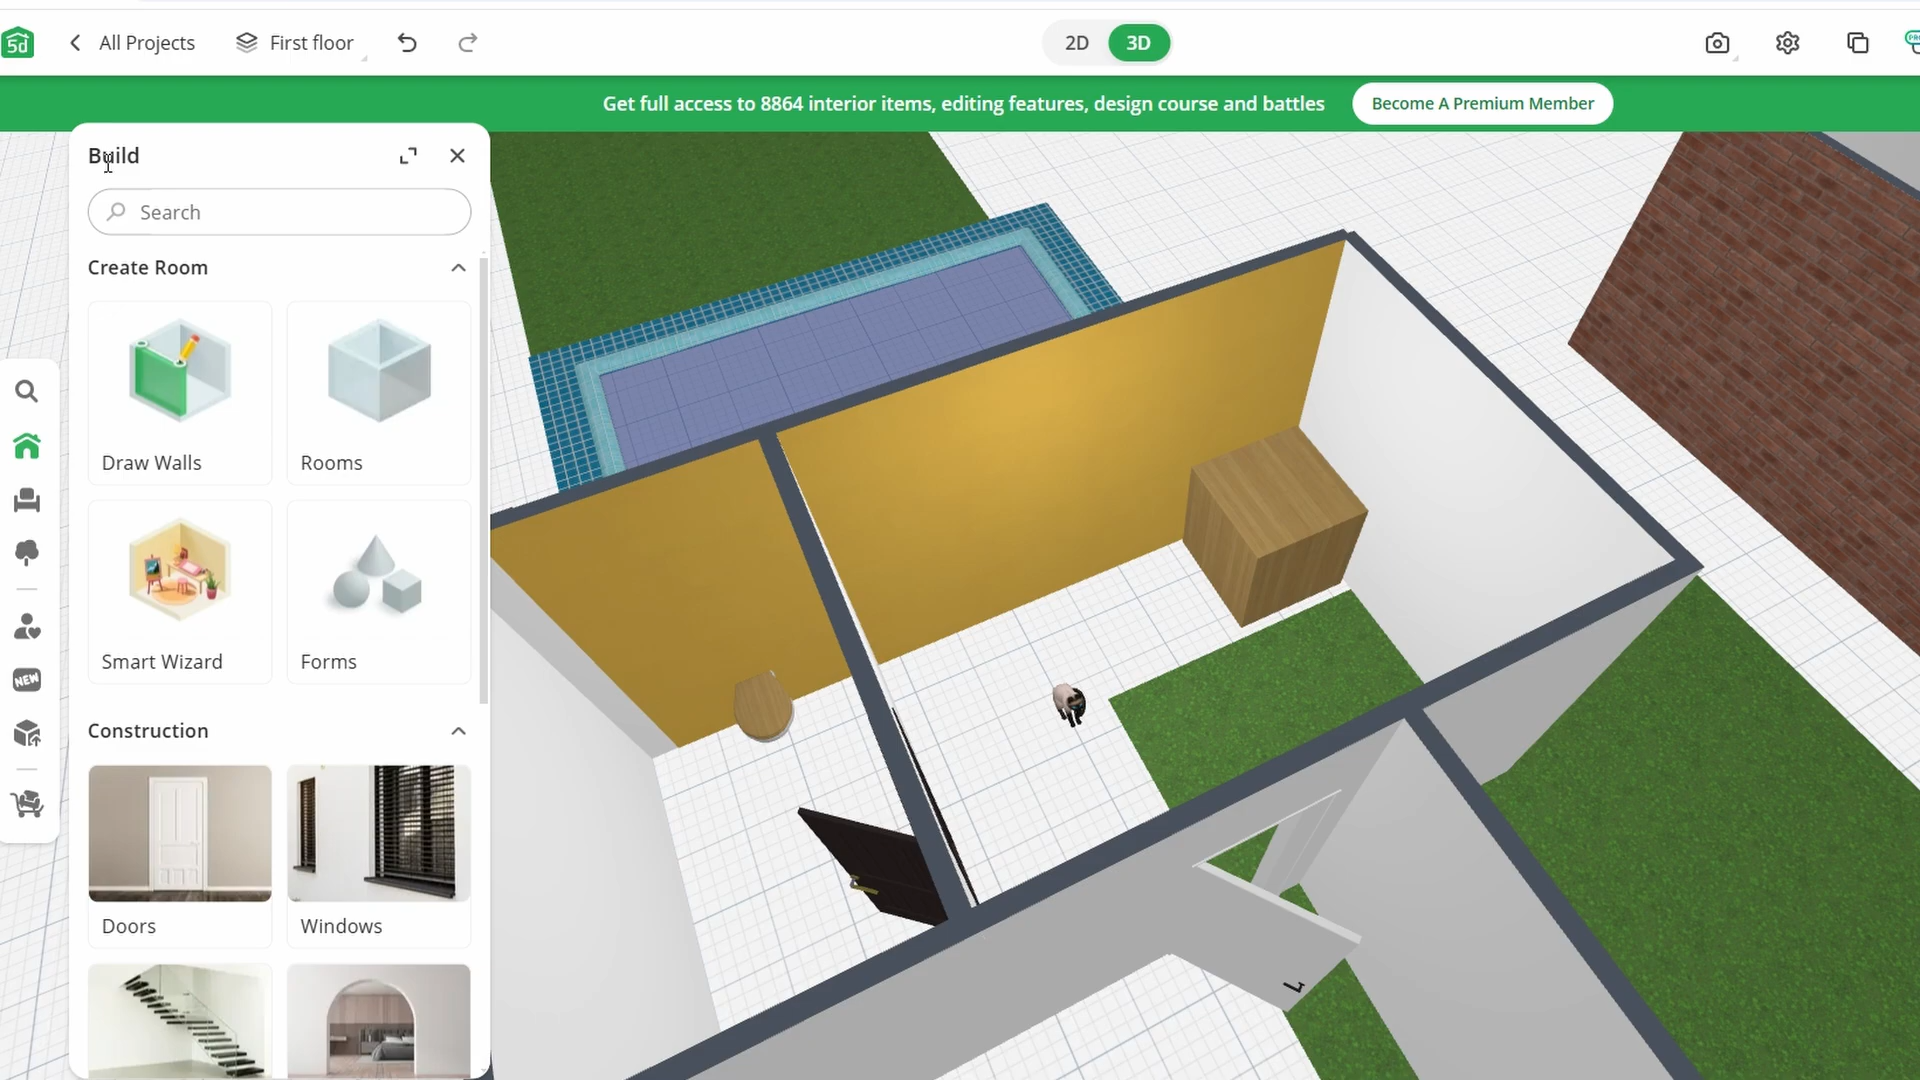 5d
All Projects
First floor
2D
3D
Get full access to 8864 interior items, editing features, design course and battles
Become A Premium Member
Build
Search
Create Room
Draw Walls
Rooms
Smart Wizard
Forms
NEW
Construction
Doors
Windows